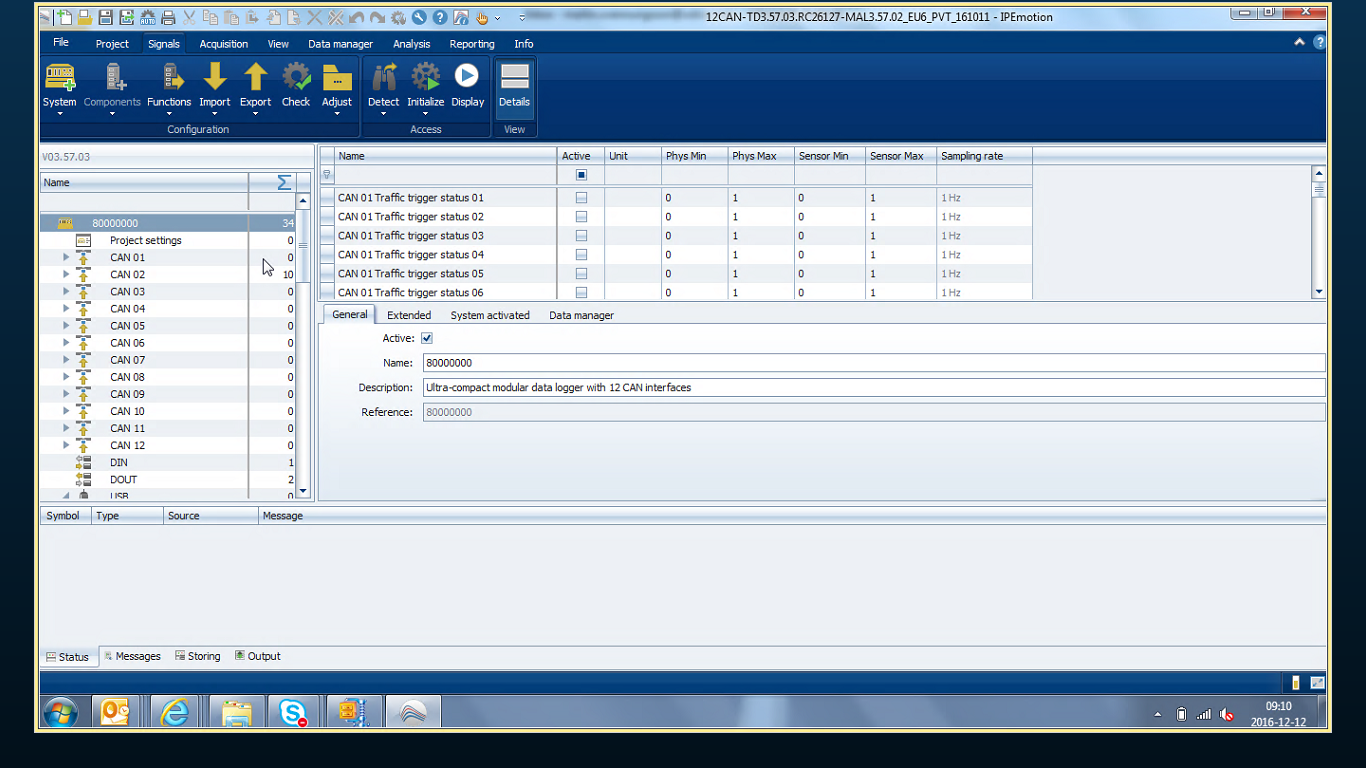 12CAN-TD3.57.03.RC26127-MAL3.57.02_EU6_PVT_161011 - IPEmotion
File Project Signals Acquisition View Data manager Analysis Reporting Info
System Components Functions Import Export Check Adjust Detect Initialize Display Details
Configuration Access View
V03.57.03
Name Σ
80000000 34
Project settings 0
CAN 01 0
CAN 02 10
CAN 03 0
CAN 04 0
CAN 05 0
CAN 06 0
CAN 07 0
CAN 08 0
CAN 09 0
CAN 10 0
CAN 11 0
CAN 12 0
DIN 1
DOUT 2
USB 0
Name Active Unit Phys Min Phys Max Sensor Min Sensor Max Sampling rate
CAN 01 Traffic trigger status 01 0 1 0 1 1 Hz
CAN 01 Traffic trigger status 02 0 1 0 1 1 Hz
CAN 01 Traffic trigger status 03 0 1 0 1 1 Hz
CAN 01 Traffic trigger status 04 0 1 0 1 1 Hz
CAN 01 Traffic trigger status 05 0 1 0 1 1 Hz
CAN 01 Traffic trigger status 06 0 1 0 1 1 Hz
General Extended System activated Data manager
Active:
Name: 80000000
Description: Ultra-compact modular data logger with 12 CAN interfaces
Reference: 80000000
Symbol Type Source Message
Status Messages Storing Output
09:10
2016-12-12